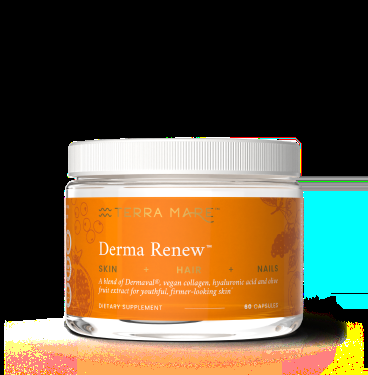 TERRA MARE
Derma Renew™
SKIN + HAIR + NAILS
A blend of Dermaval®, vegan collagen, hyaluronic acid and olive
fruit extract for youthful, firmer-looking skin
DIETARY SUPPLEMENT
60 CAPSULES